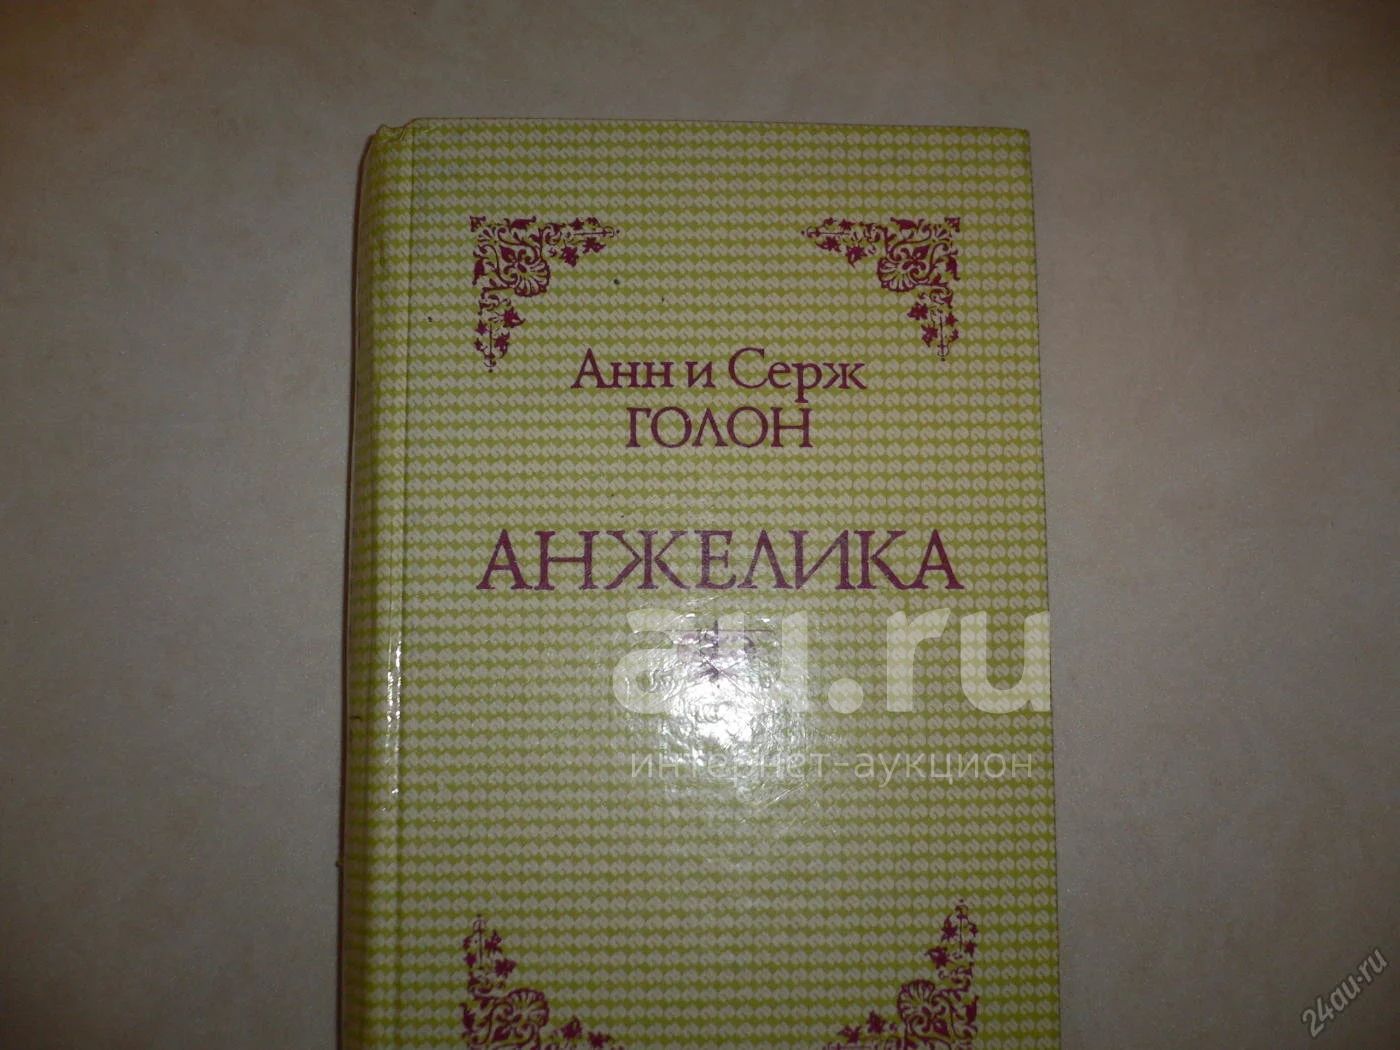 Анн и Серж
ГОЛОН
АНЖЕЛИКА
au.ru
интернет-аукцион
24au.ru